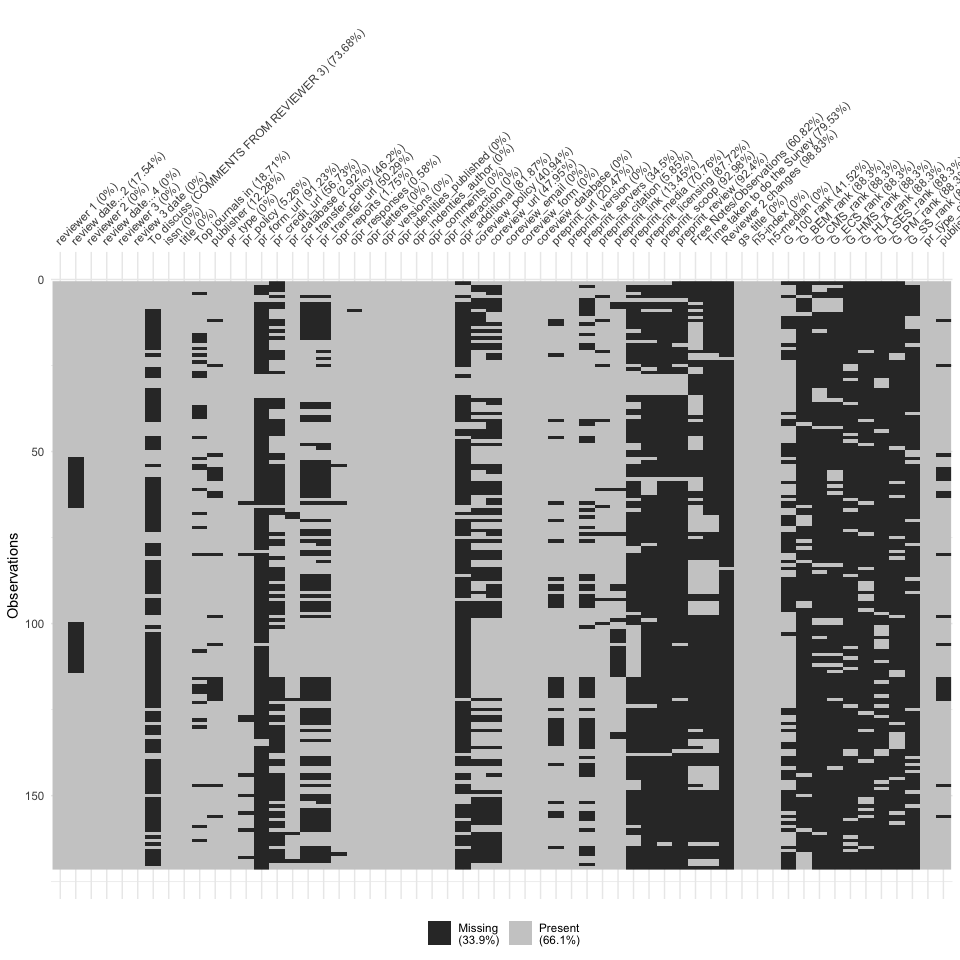 reviewer 1 (0%)
review date...2 (17.54%)
reviewer 2 (0%)
review date...4 (0%)
reviewer 3 (0%)
review 3 date (0%)
To discuss (COMMENTS FROM REVIEWER 3) (73.68%)
issn (0%)
title (0%)
Top journals in (18.71%)
publisher (12.28%)
pr_type (0%)
pr_policy (5.26%)
pr_form_url (91.23%)
pr_credit_url (56.73%)
pr_database (2.92%)
pr_transfer_policy (46.2%)
pr_transfer_url (50.29%)
opr_reports (1.75%)
opr_responses (0.58%)
opr_letters (0%)
opr_versions (0%)
opr_identities_published (0%)
opr_indenties_author (0%)
opr_comments (0%)
opr_interaction (0%)
additional_policy
coreview_policy (40.94%)
coreview_url (47.95%)
coreview_email (0%)
coreview_form (0%)
coreview_database (0%)
preprint_url (20.47%)
preprint_version (0%)
preprint_servers (34.5%)
preprint_citation (5.85%)
preprint_link (13.45%)
preprint_media (70.76%)
preprint_licensing (87.72%)
preprint_scoop (92.98%)
preprint_review (92.4%)
Free Notes/Observations (60.82%)
Time taken to do the Survey (79.53%)
Reviewer 2 changes (98.83%)
gs_title (0%)
h5-index (0%)
h5-median (0%)
G_100_rank (41.52%)
G_BEM_rank (88.3%)
G_CMS_rank (88.3%)
G_ECS_rank (88.3%)
G_HMS_rank (88.3%)
G_HLA_rank (88.3%)
G_LSES_rank (88.3%)
G_PM_rank (88.3%)
G_SS_rank
pr_type
publis
Observations
0
50
100
150
Missing
(33.9%)
Present
(66.1%)